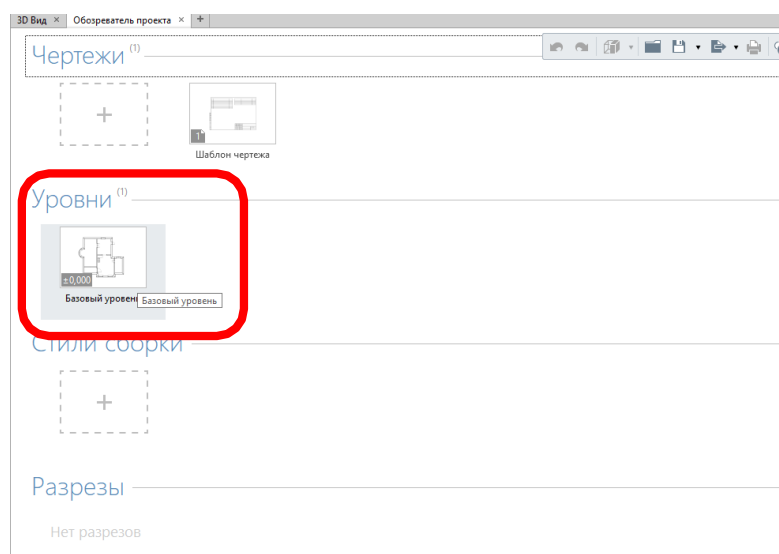 3D Вид × Обозреватель проекта × +
Чертежи (1)
+
1
Шаблон чертежа
Уровни (1)
±0,000
Базовый уровень
Базовый уровень
Стили сборки
+
Разрезы
Нет разрезов